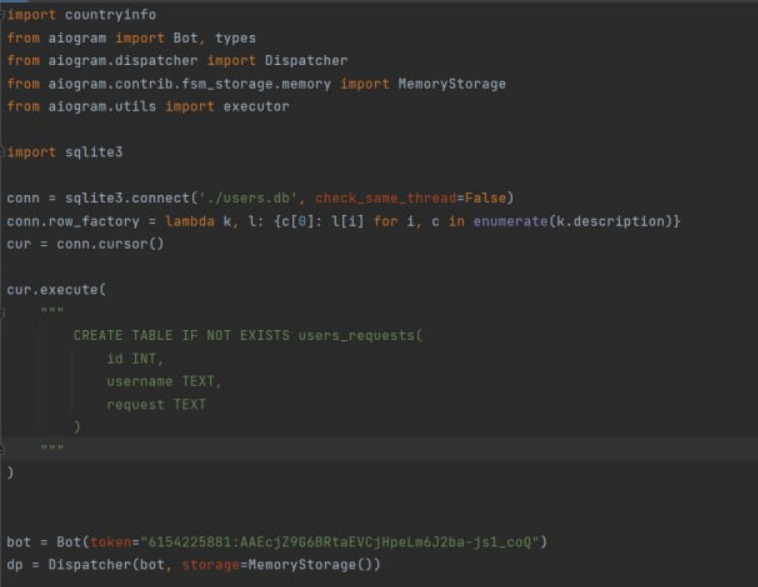 import countryinfo
from aiogram import Bot, types
from aiogram.dispatcher import Dispatcher
from aiogram.contrib.fsm_storage.memory import MemoryStorage
from aiogram.utils import executor
import sqlite3
conn = sqlite3.connect('./users.db', check_same_thread=False)
conn.row_factory = lambda k, l: {c[0]: l[i] for i, c in enumerate(k.description)}
cur = conn.cursor()
cur.execute(
"""
CREATE TABLE IF NOT EXISTS users_requests(
id INT,
username TEXT,
request TEXT
)
"""
)
bot = Bot(token="6154225881:AAEcjZ9G6BRtaEVCjHpeLm6J2ba-js1_coQ")
dp = Dispatcher(bot, storage=MemoryStorage())